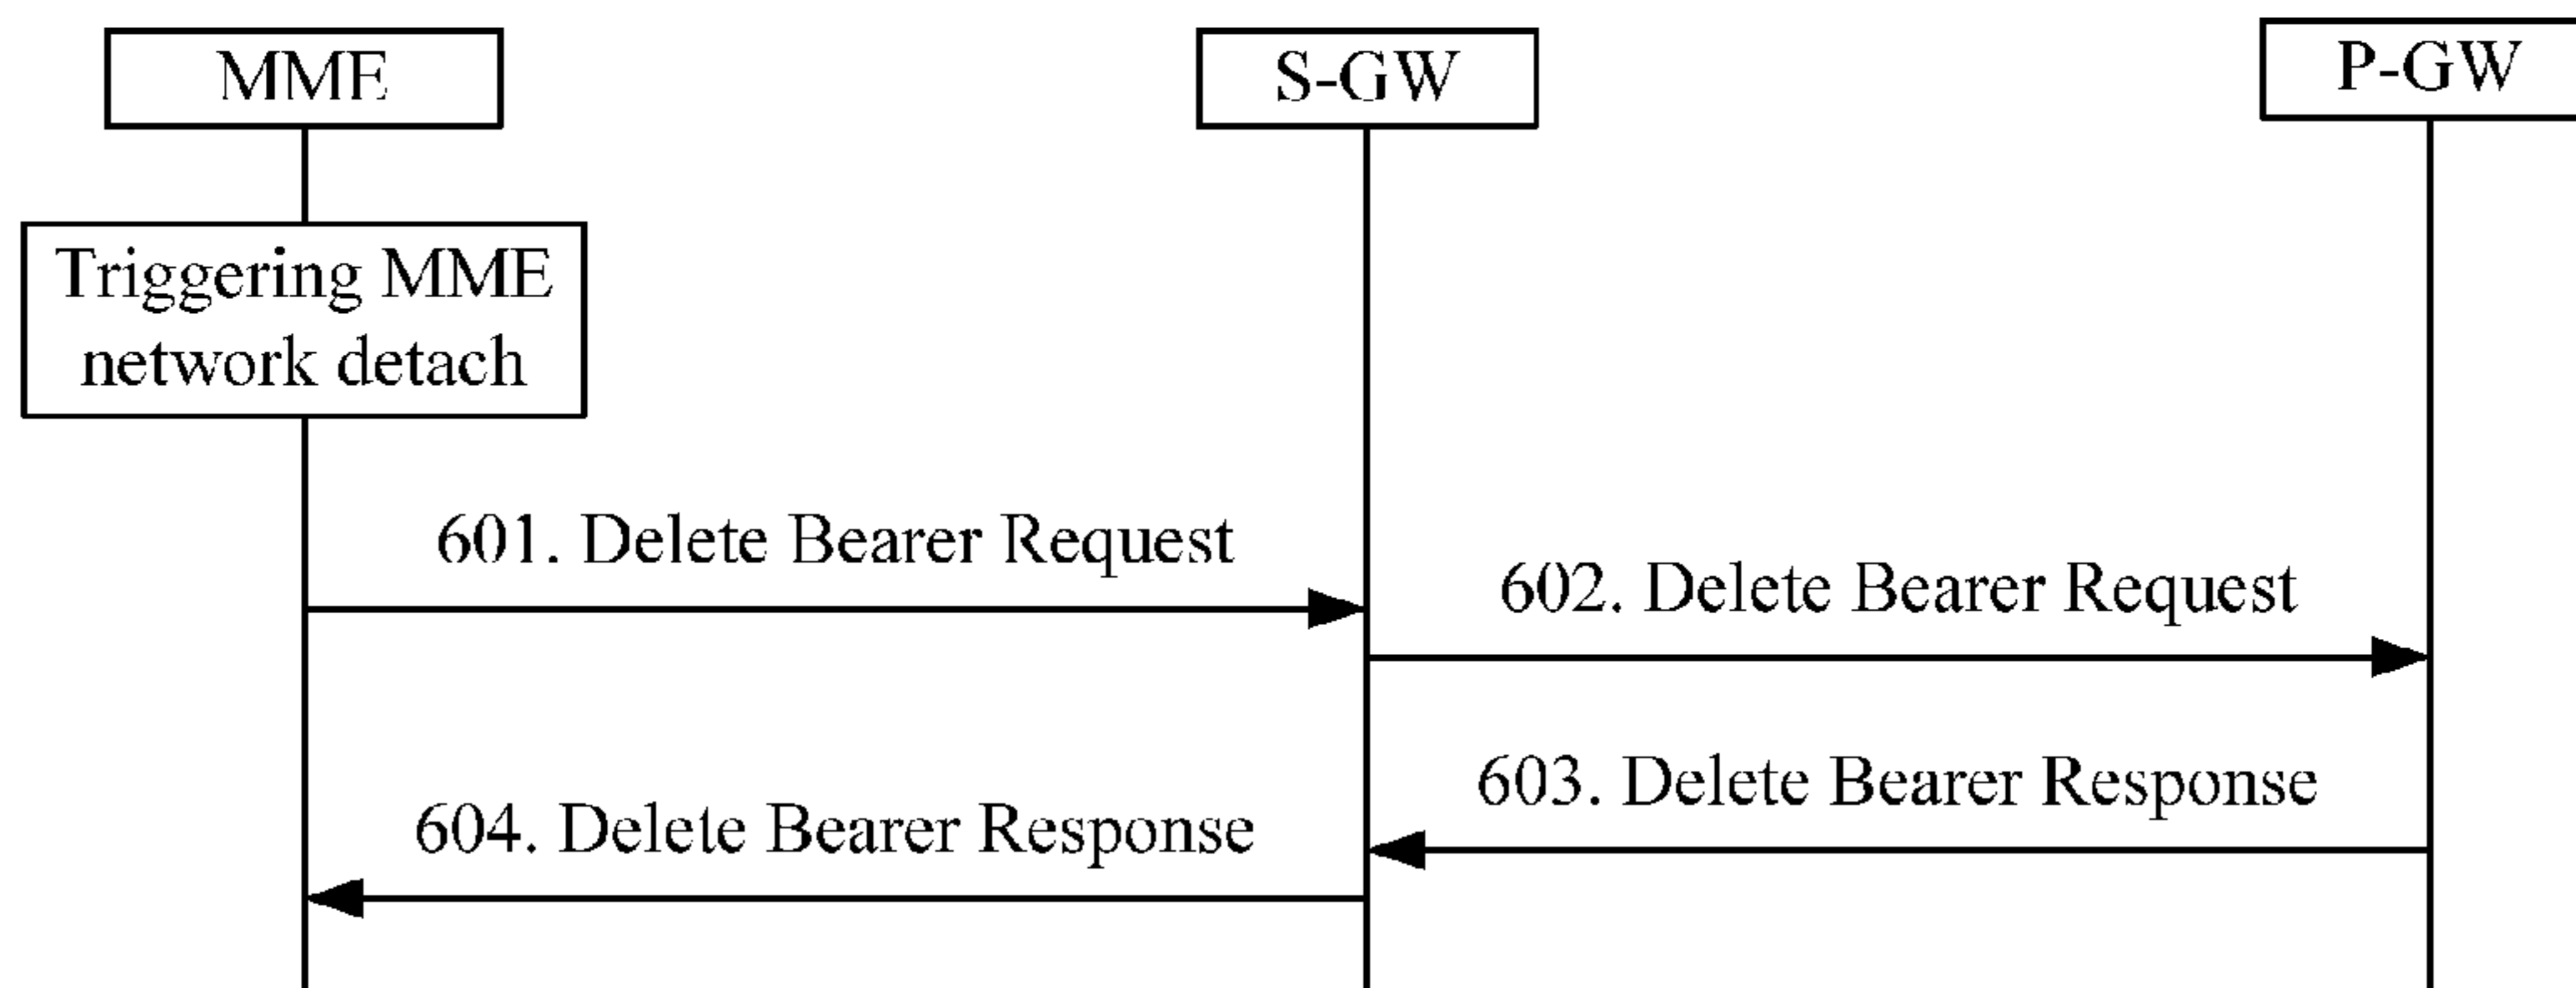 MME
S-GW
P-GW
Triggering MME
network detach
601. Delete Bearer Request
602. Delete Bearer Request
603. Delete Bearer Response
604. Delete Bearer Response